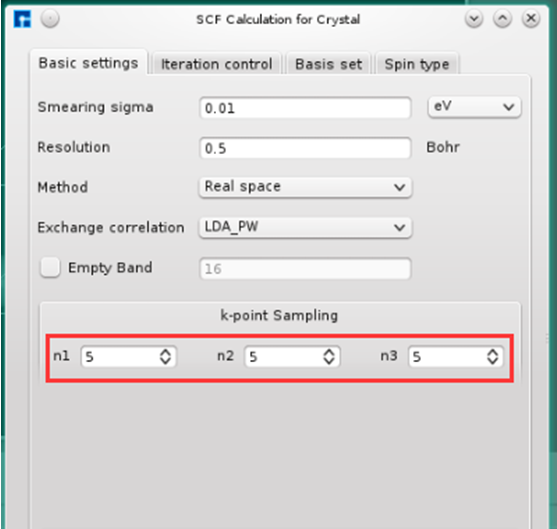 SCF Calculation for Crystal
Basic settings Iteration control Basis set Spin type
Smearing sigma 0.01 eV
Resolution 0.5 Bohr
Method Real space
Exchange correlation LDA_PW
Empty Band 16
k-point Sampling
n1 5 n2 5 n3 5